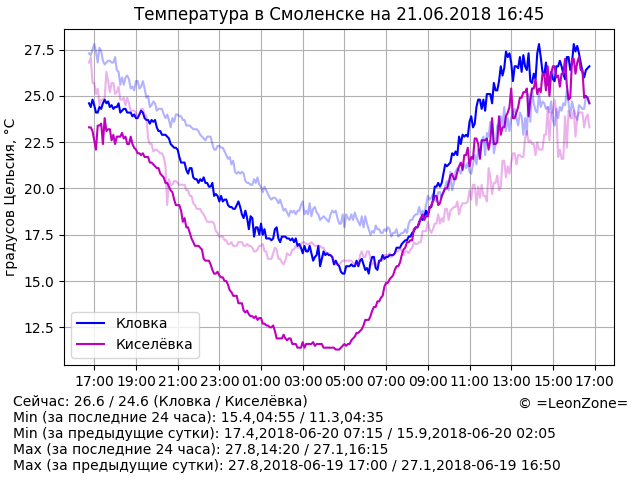 Температура в Смоленске на 21.06.2018 16:45
27.5
25.0
22.5
20.0
17.5
15.0
12.5
градусов Цельсия, °C
Кловка
Киселёвка
17:00 19:00 21:00 23:00 01:00 03:00 05:00 07:00 09:00 11:00 13:00 15:00 17:00
Сейчас: 26.6 / 24.6 (Кловка / Киселёвка)
© =LeonZone=
Min (за последние 24 часа): 15.4,04:55 / 11.3,04:35
Min (за предыдущие сутки): 17.4,2018-06-20 07:15 / 15.9,2018-06-20 02:05
Max (за последние 24 часа): 27.8,14:20 / 27.1,16:15
Max (за предыдущие сутки): 27.8,2018-06-19 17:00 / 27.1,2018-06-19 16:50